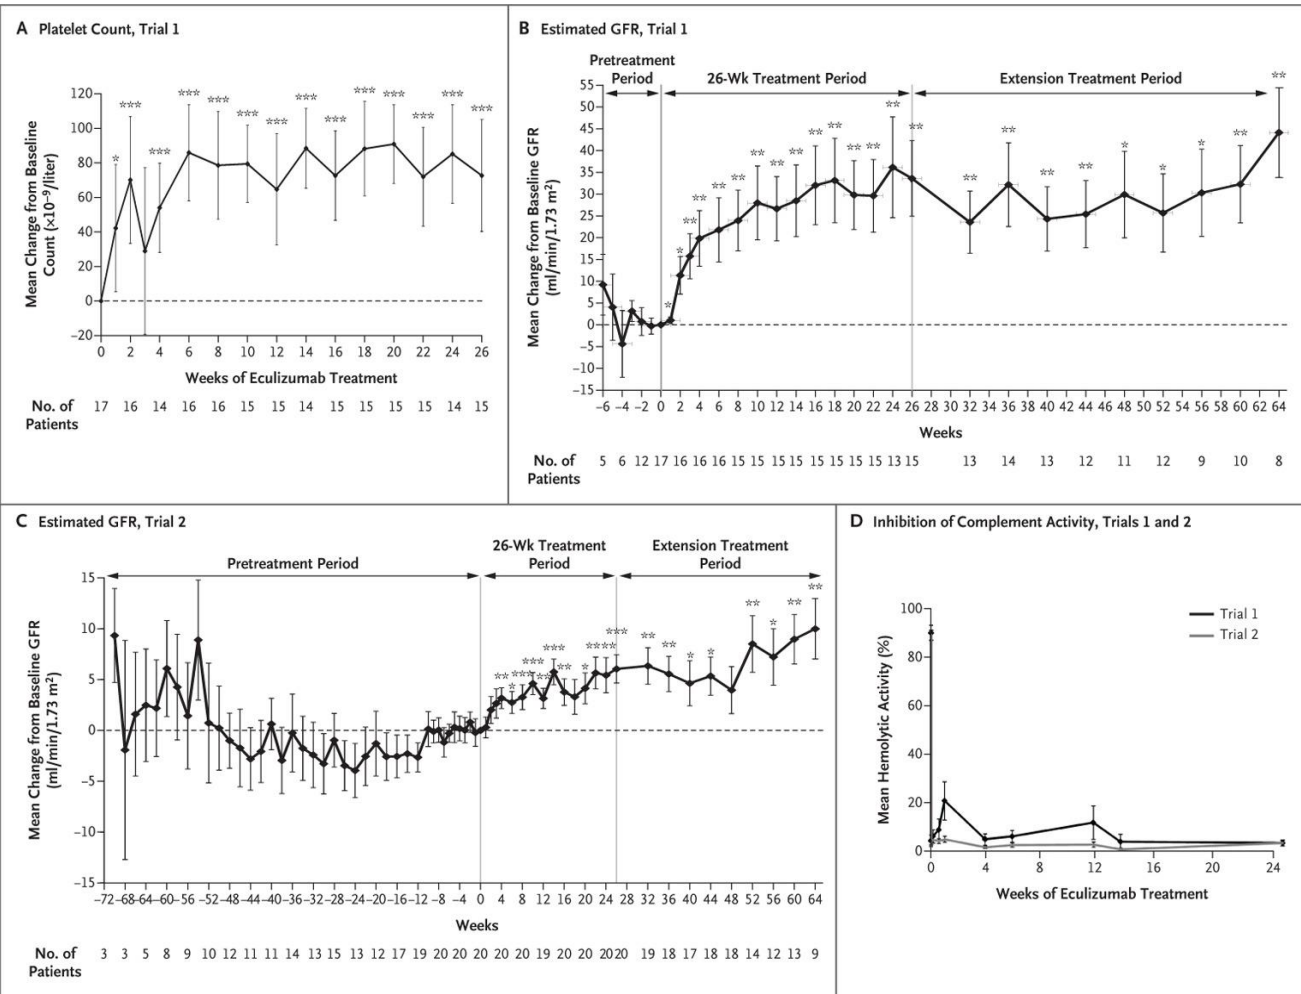 A Platelet Count, Trial 1
Mean Change from Baseline
Count (×10⁻⁹/liter)
120
100
80
60
40
20
0
−20
*
***
***
***
***
***
***
***
***
***
***
***
***
***
0 2 4 6 8 10 12 14 16 18 20 22 24 26
Weeks of Eculizumab Treatment
No. of
Patients
17 16 14 16 16 15 15 14 15 15 15 15 14 15
B Estimated GFR, Trial 1
Pretreatment
Period
26-Wk Treatment Period
Extension Treatment Period
Mean Change from Baseline GFR
(ml/min/1.73 m²)
55
50
45
40
35
30
25
20
15
10
5
0
−5
−10
−15
−6 −4 −2 0 2 4 6 8 10 12 14 16 18 20 22 24 26 28 30 32 34 36 38 40 42 44 46 48 50 52 54 56 58 60 62 64
Weeks
No. of
Patients
5 6 12 17 16 16 16 15 15 15 15 15 15 15 15 13 15 13 14 13 12 11 12 9 10 8
C Estimated GFR, Trial 2
Pretreatment Period
26-Wk Treatment
Period
Extension Treatment
Period
Mean Change from Baseline GFR
(ml/min/1.73 m²)
15
10
5
0
−5
−10
−15
−72 −68 −64 −60 −56 −52 −48 −44 −40 −36 −32 −28 −24 −20 −16 −12 −8 −4 0 4 8 12 16 20 24 28 32 36 40 44 48 52 56 60 64
Weeks
No. of
Patients
3 3 5 8 9 10 12 11 11 14 13 15 13 12 17 19 20 20 20 20 20 19 20 20 20 20 19 18 17 18 18 14 12 13 9
D Inhibition of Complement Activity, Trials 1 and 2
Trial 1
Trial 2
Mean Hemolytic Activity (%)
100
80
60
40
20
0
0 4 8 12 16 20 24
Weeks of Eculizumab Treatment